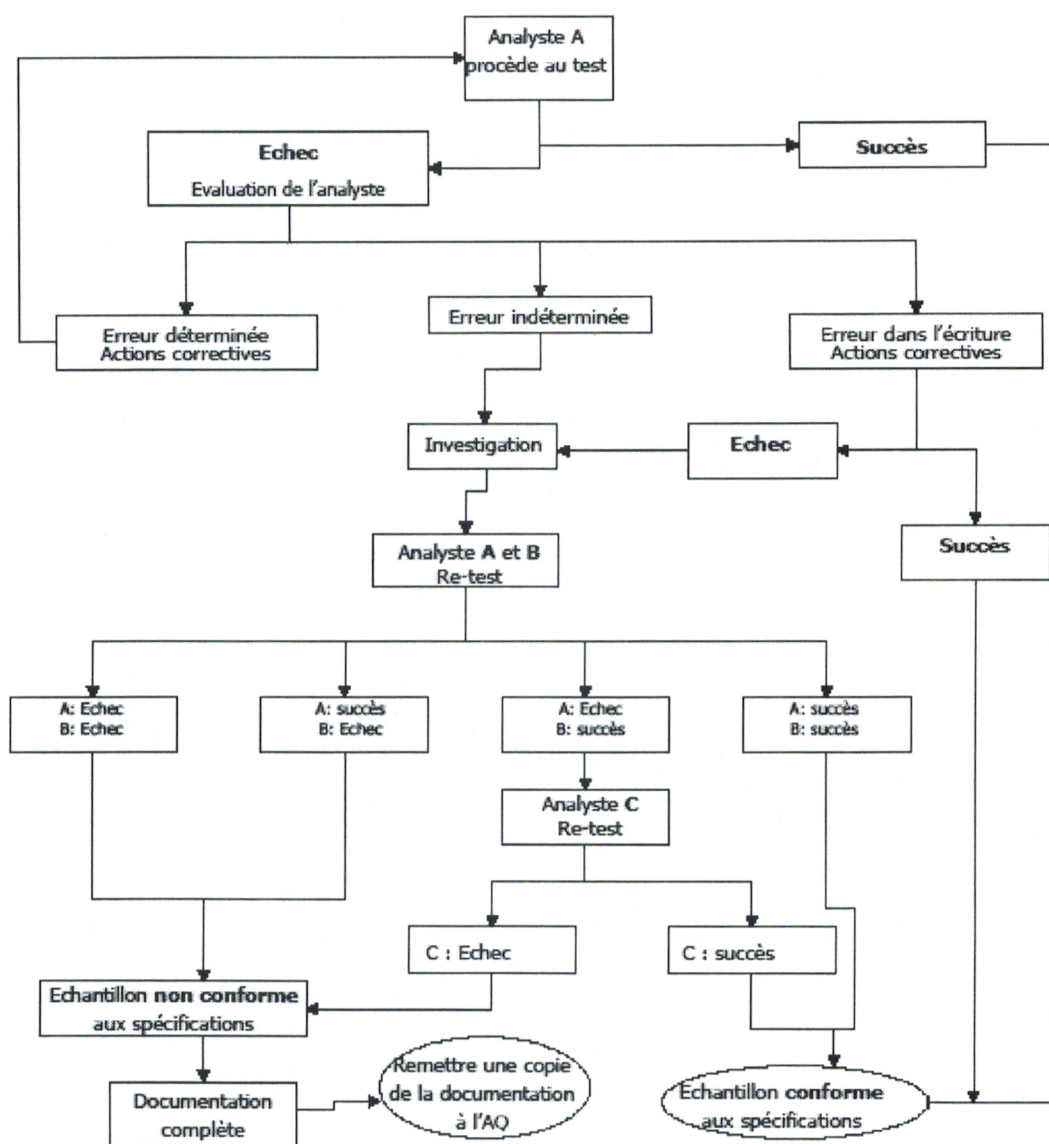 Analyste A
procède au test
Echec
Evaluation de l'analyste
Succès
Erreur déterminée
Actions correctives
Erreur indéterminée
Erreur dans l'écriture
Actions correctives
Investigation
Echec
Succès
Analyste A et B
Re-test
A: Echec
B: Echec
A: succès
B: Echec
A: Echec
B: succès
A: succès
B: succès
Analyste C
Re-test
C : Echec
C : succès
Echantillon non conforme
aux spécifications
Documentation
complète
Remettre une copie
de la documentation
à l'AQ
Echantillon conforme
aux spécifications